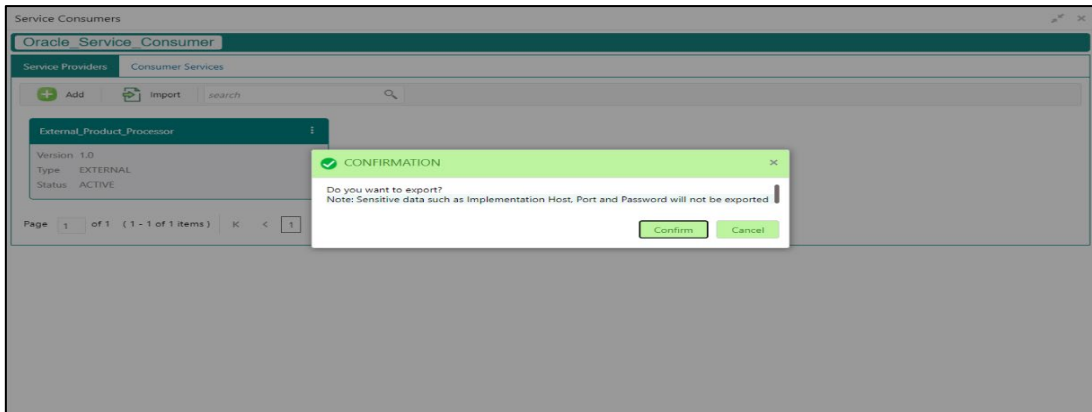 Service Consumers
Oracle_Service_Consumer
Service Providers Consumer Services
Add Import search
External_Product_Processor
Version 1.0
Type EXTERNAL
Status ACTIVE
Page 1 of 1 (1 - 1 of 1 items) K < 1
CONFIRMATION
Do you want to export?
Note: Sensitive data such as Implementation Host, Port and Password will not be exported
Confirm Cancel